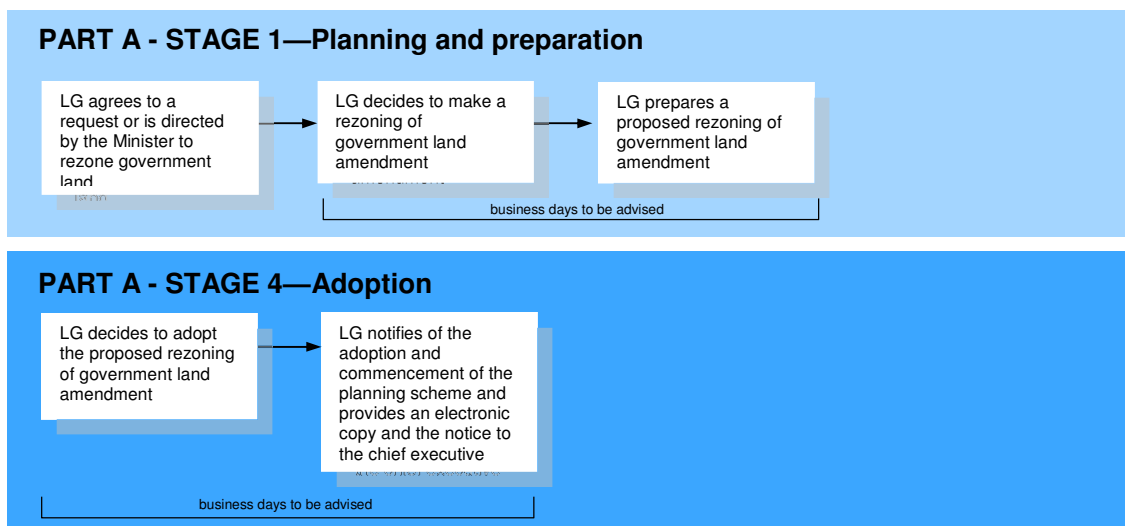 PART A - STAGE 1—Planning and preparation
LG agrees to a
request or is directed
by the Minister to
rezone government
land
LG decides to make a
rezoning of
government land
amendment
LG prepares a
proposed rezoning of
government land
amendment
business days to be advised
PART A - STAGE 4—Adoption
LG decides to adopt
the proposed rezoning
of government land
amendment
LG notifies of the
adoption and
commencement of the
planning scheme and
provides an electronic
copy and the notice to
the chief executive
business days to be advised